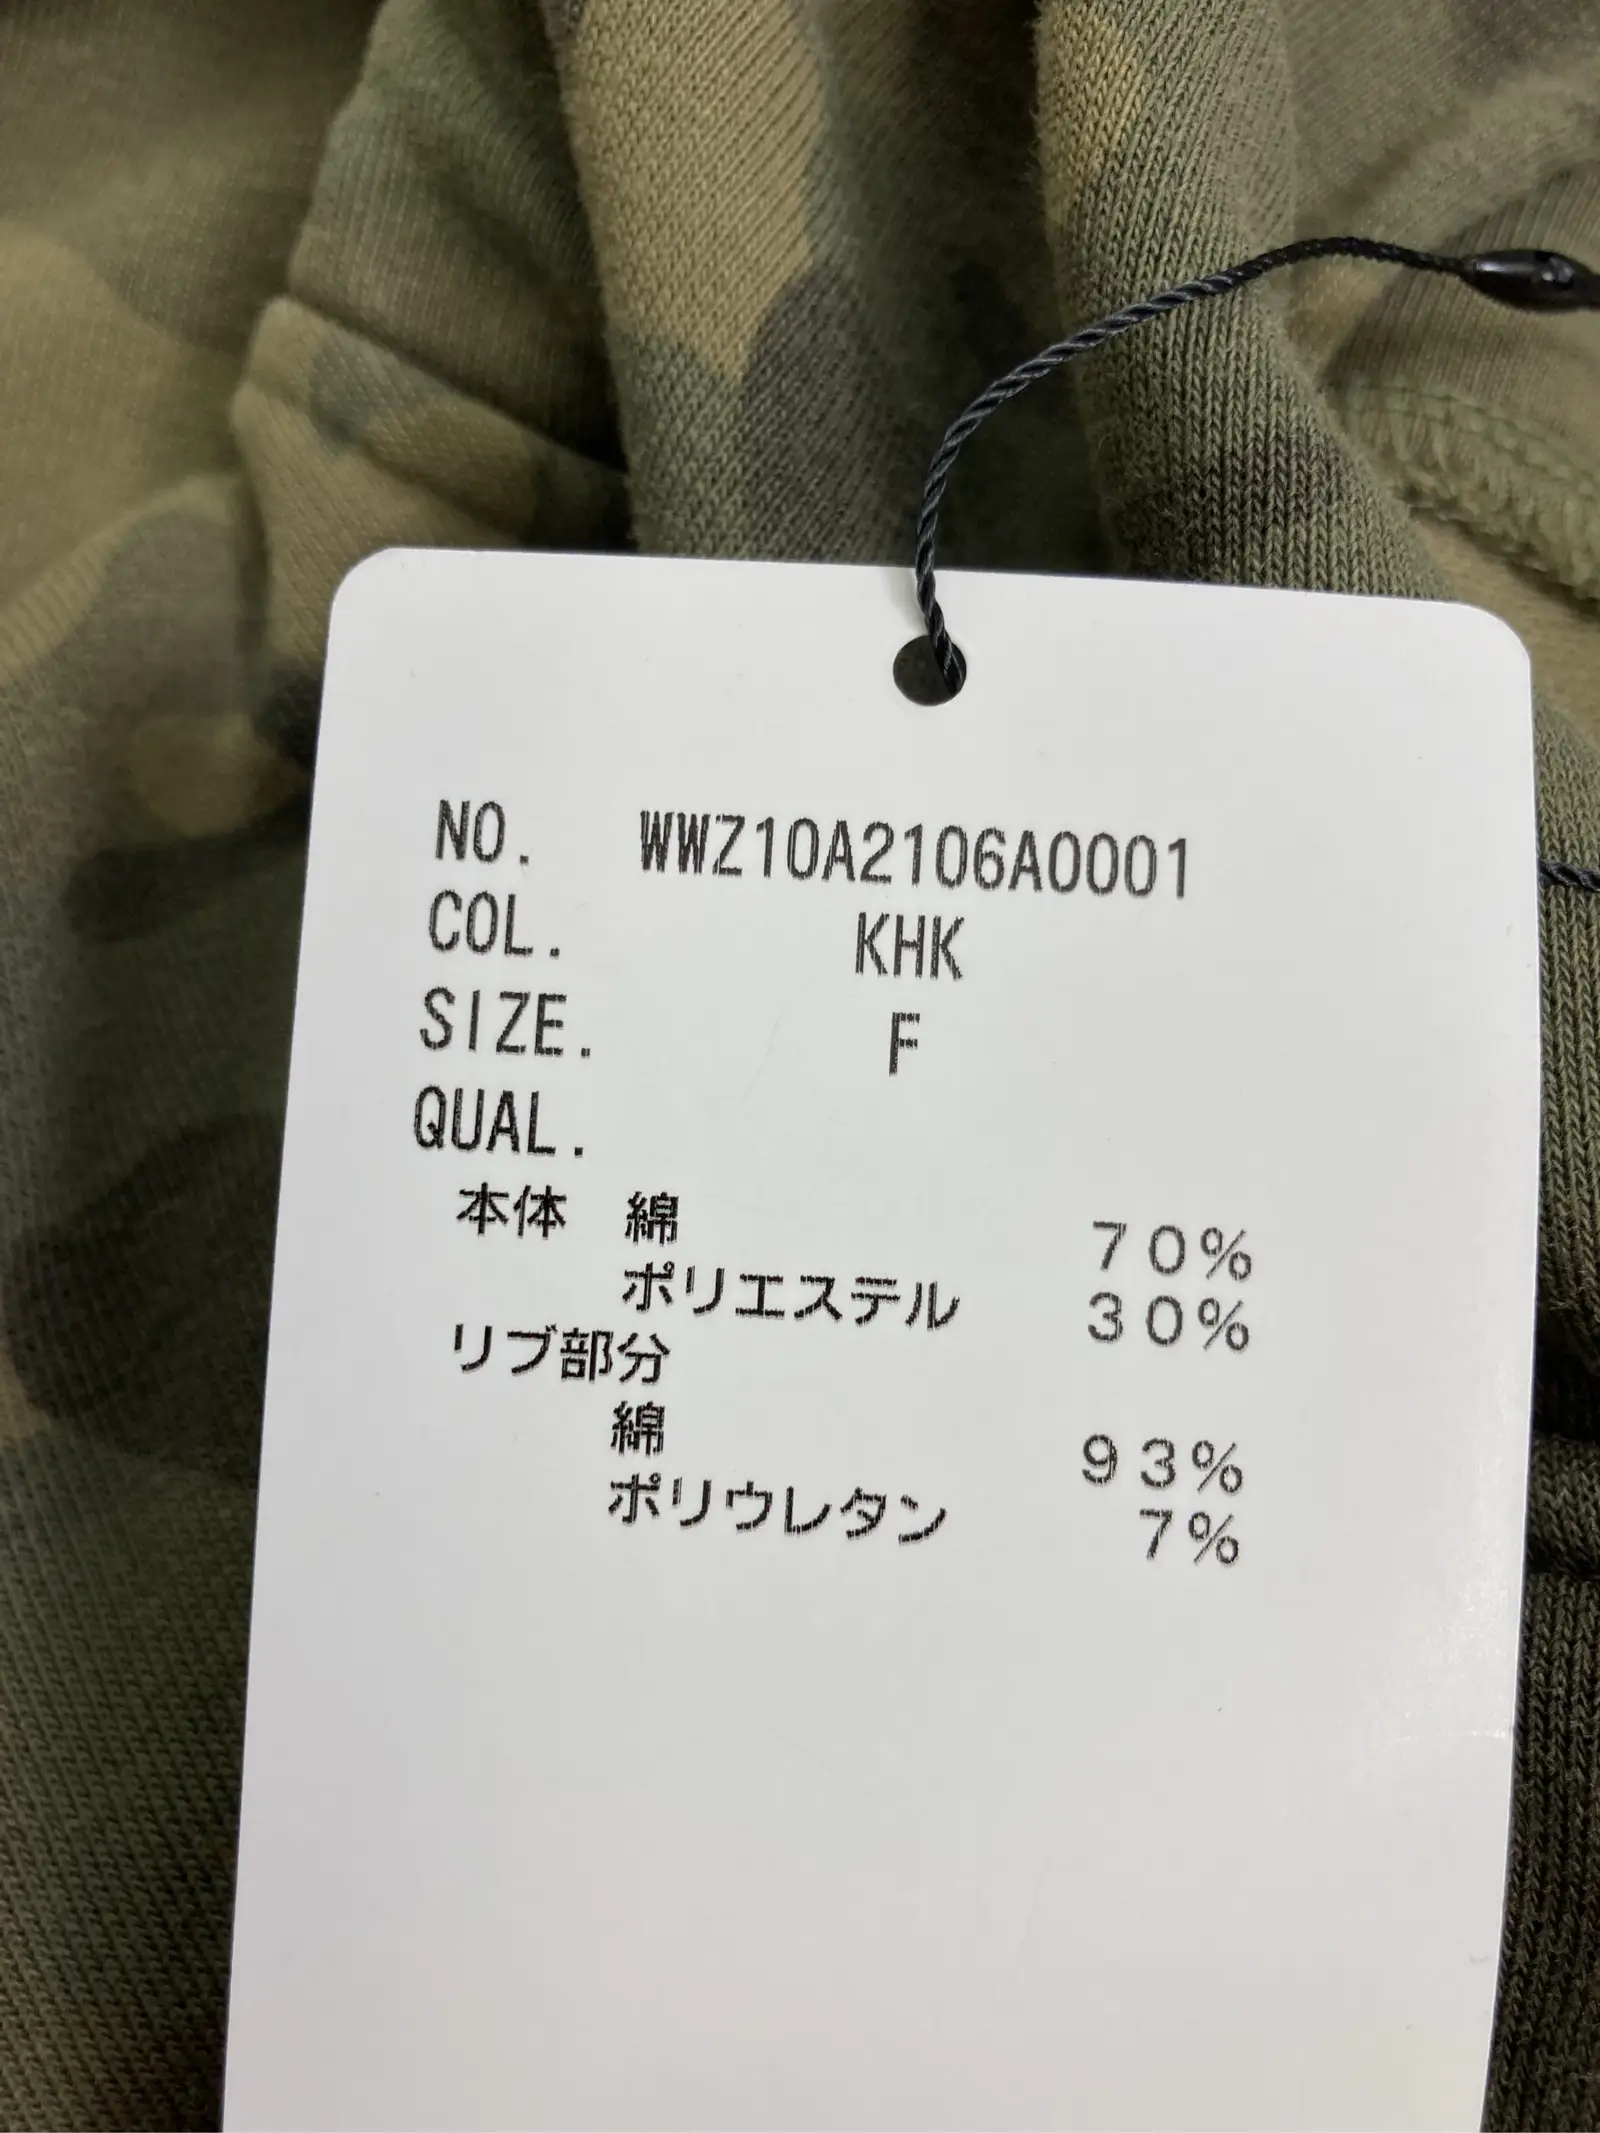 NO. WWZ10A2106A0001
COL. KHK
SIZE. F
QUAL.
本体 綿 70%
ポリエステル 30%
リブ部分
綿 93%
ポリウレタン 7%